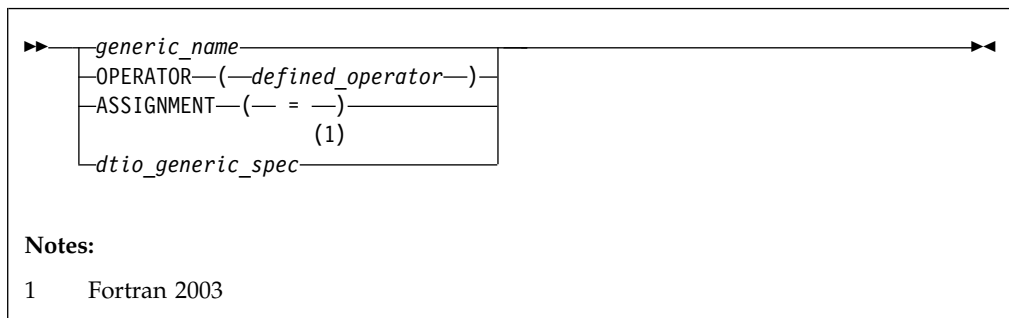 generic_name
OPERATOR ( defined_operator )
ASSIGNMENT ( = )
(1)
dtio_generic_spec
Notes:
1 Fortran 2003